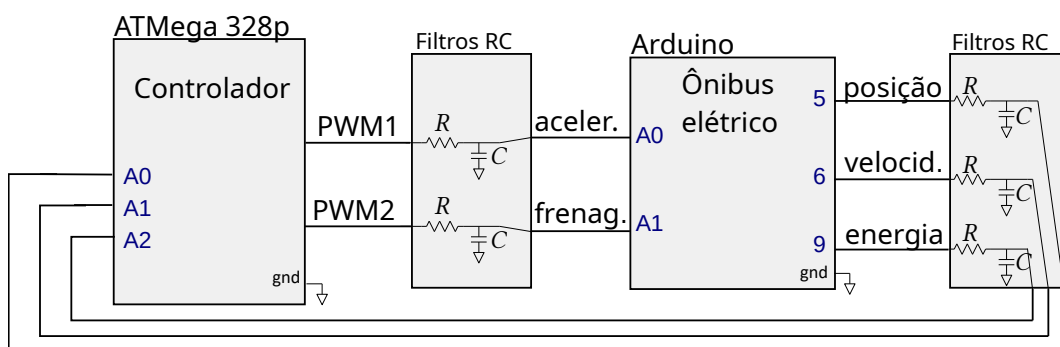 ATMega 328p
Controlador
A0
A1
A2
gnd
PWM1
PWM2
Filtros RC
R
C
R
C
aceler.
frenag.
Arduino
Ônibus
elétrico
A0
A1
5
6
9
gnd
posição
velocid.
energia
Filtros RC
R
C
R
C
R
C